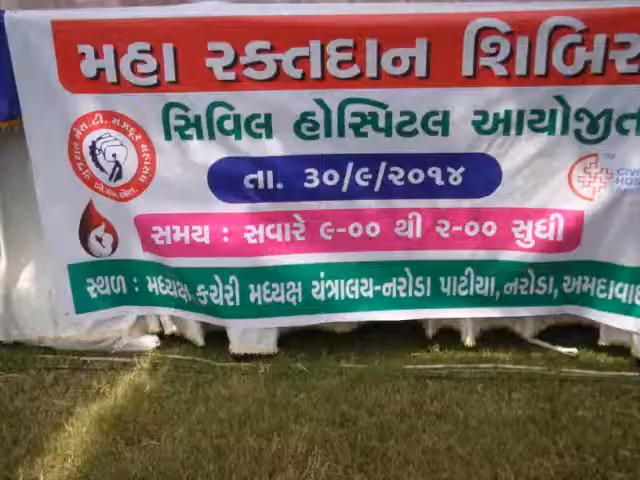 મહા રક્તદાન શિબિર
સિવિલ હોસ્પિટલ આયોજીત
તા. ૩૦/૯/૨૦૧૪
સમય : સવારે ૯-૦૦ થી ૨-૦૦ સુધી
સ્થળ : મધ્યસ્થ કચેરી મધ્યસ્થ યંત્રાલય-નરોડા પાટીયા, નરોડા, અમદાવાદ